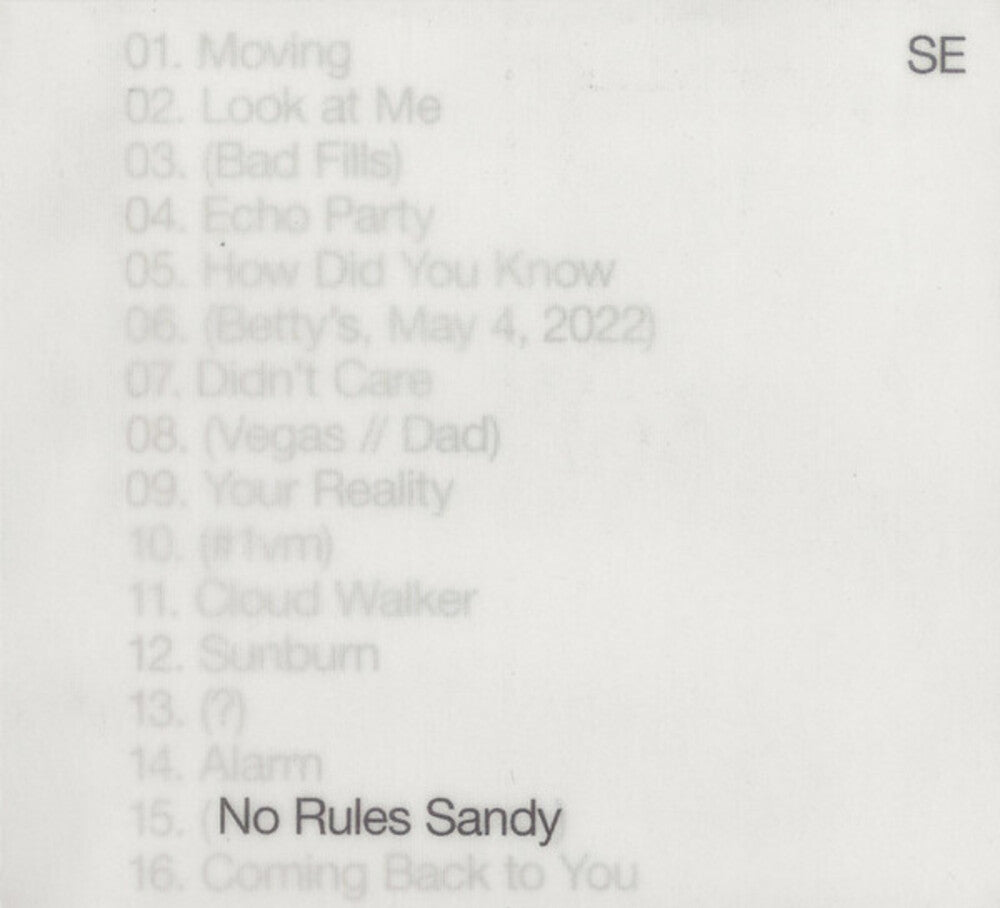 SE
01. Moving
02. Look at Me
03. (Bad Fills)
04. Echo Party
05. How Did You Know
06. (Betty's, May 4, 2022)
07. Didn't Care
08. (Vegas // Dad)
09. Your Reality
10. (#1vm)
11. Cloud Walker
12. Sunburn
13. (?)
14. Alarm
15. (
No Rules Sandy
16. Coming Back to You